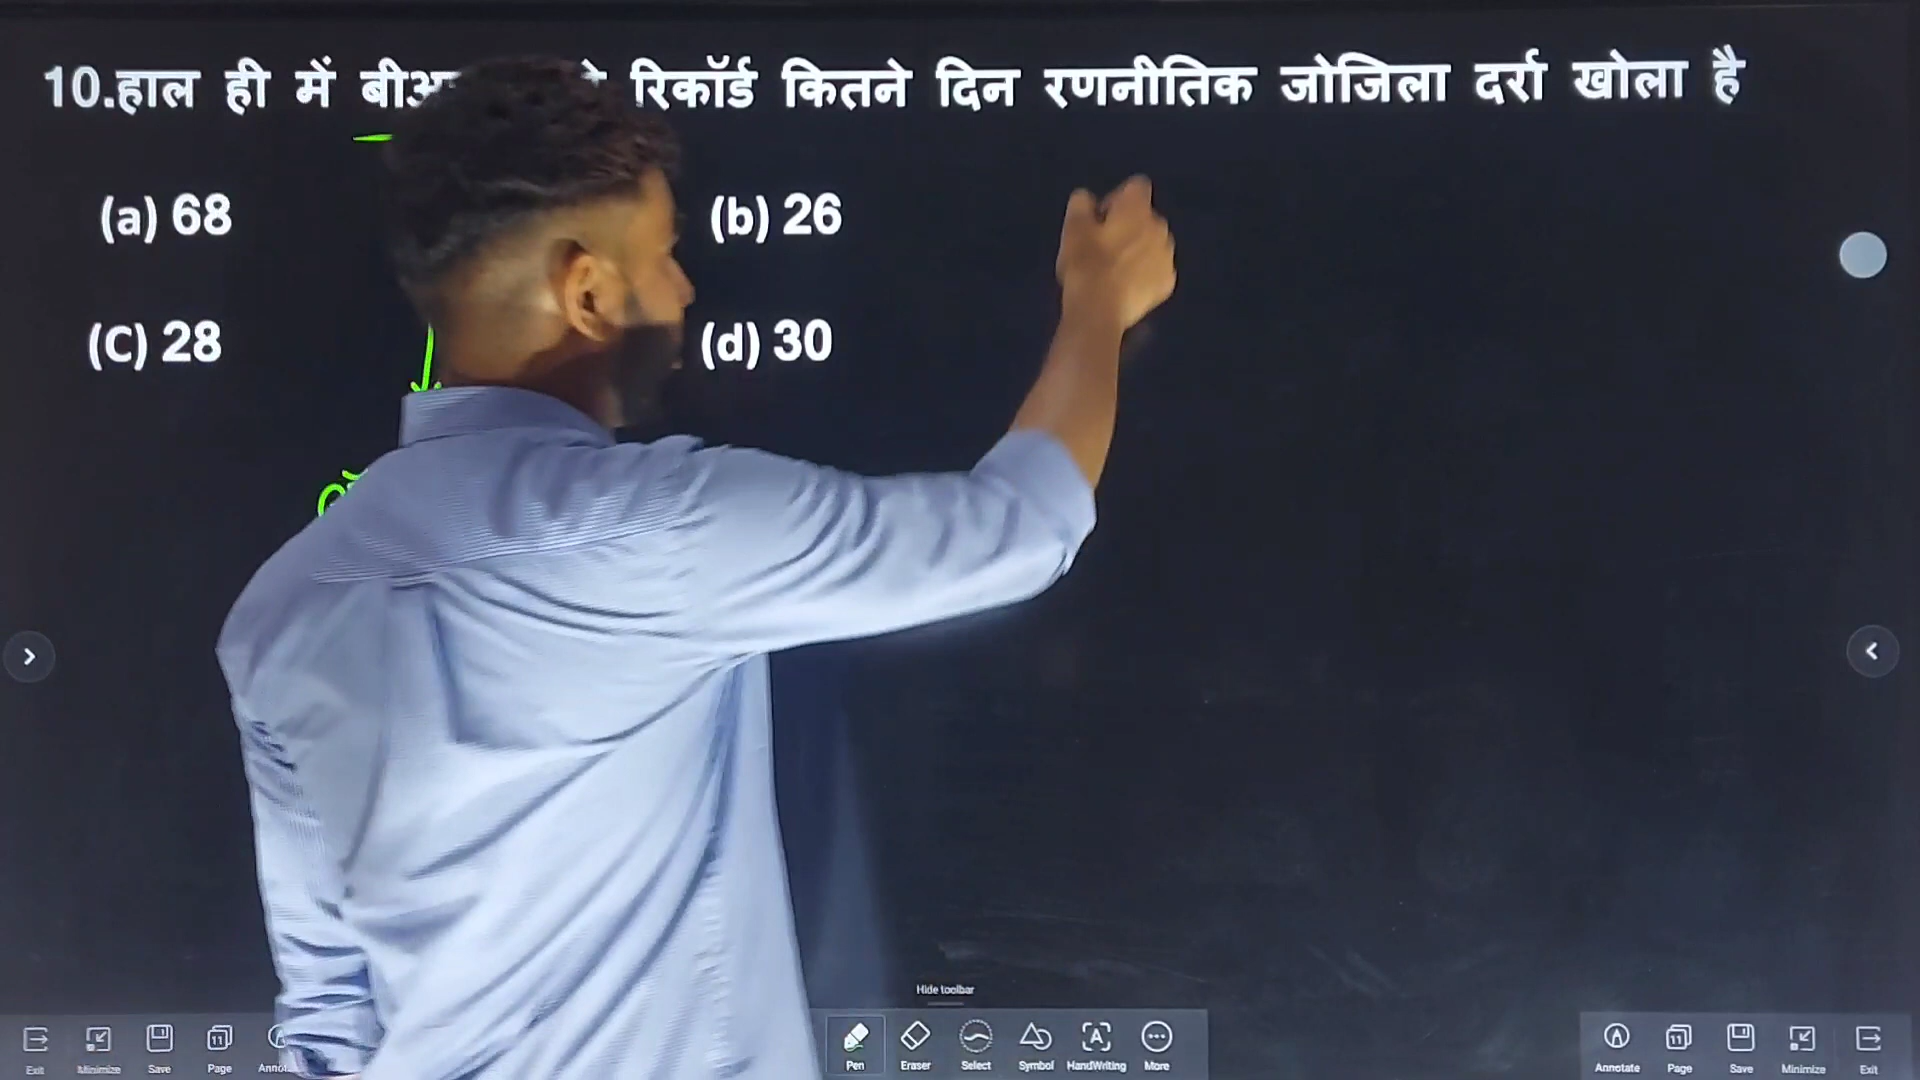 10.हाल ही में रिकॉर्ड कितने दिन रणनीतिक जोजिला दर्रा खोला है
(a) 68 (b) 26
(C) 28 (d) 30
Hide toolbar
Exit Minimize Save Page Pen Eraser Select Symbol HandWriting More Annotate Page Save Minimize Exit